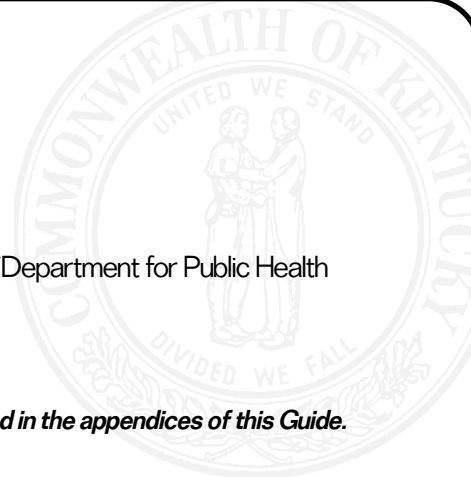 COMMONWEALTH OF KENTUCKY
UNITED WE STAND
Department for Public Health
DIVIDED WE FALL
d in the appendices of this Guide.